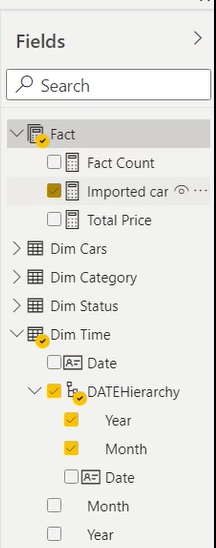 Fields
Search
Fact
Fact Count
Imported car ...
Total Price
Dim Cars
Dim Category
Dim Status
Dim Time
Date
DATEHierarchy
Year
Month
Date
Month
Year